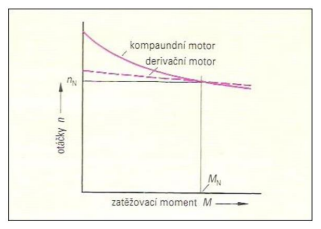 kompaundní motor
derivační motor
n_N
otáčky n
M_N
zatěžovací moment M